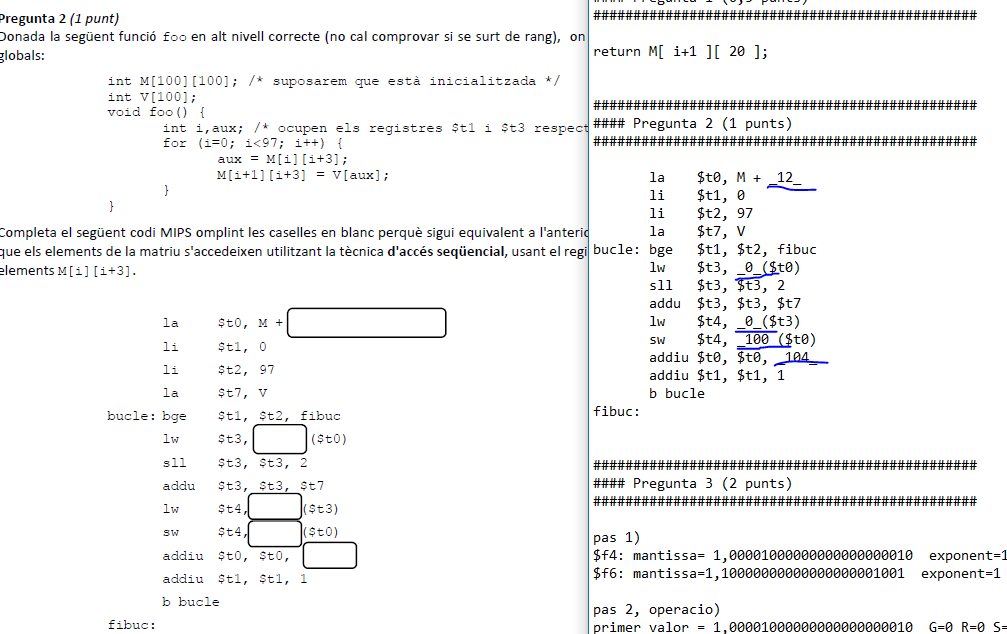 Pregunta 2 (1 punt)
Donada la següent funció foo en alt nivell correcte (no cal comprovar si se surt de rang), on
globals:
int M[100][100]; /* suposarem que està inicialitzada */
int V[100];
void foo() {
int i,aux; /* ocupen els registres $t1 i $t3 respect
for (i=0; i<97; i++) {
aux = M[i][i+3];
M[i+1][i+3] = V[aux];
}
}
Completa el següent codi MIPS omplint les caselles en blanc perquè sigui equivalent a l'anterio
que els elements de la matriu s'accedeixen utilitzant la tècnica d'accés seqüencial, usant el regi
elements M[i][i+3].
la $t0, M +
li $t1, 0
li $t2, 97
la $t7, V
bucle: bge $t1, $t2, fibuc
lw $t3, ($t0)
sll $t3, $t3, 2
addu $t3, $t3, $t7
lw $t4, ($t3)
sw $t4, ($t0)
addiu $t0, $t0,
addiu $t1, $t1, 1
b bucle
fibuc:
################################################
return M[ i+1 ][ 20 ];
################################################
#### Pregunta 2 (1 punts)
################################################
la $t0, M + _12_
li $t1, 0
li $t2, 97
la $t7, V
bucle: bge $t1, $t2, fibuc
lw $t3, _0_($t0)
sll $t3, $t3, 2
addu $t3, $t3, $t7
lw $t4, _0_($t3)
sw $t4, _100_($t0)
addiu $t0, $t0, _104_
addiu $t1, $t1, 1
b bucle
fibuc:
################################################
#### Pregunta 3 (2 punts)
################################################
pas 1)
$f4: mantissa= 1,00001000000000000000010 exponent=1
$f6: mantissa=1,10000000000000000001001 exponent=1
pas 2, operacio)
primer valor = 1,00001000000000000000010 G=0 R=0 S=